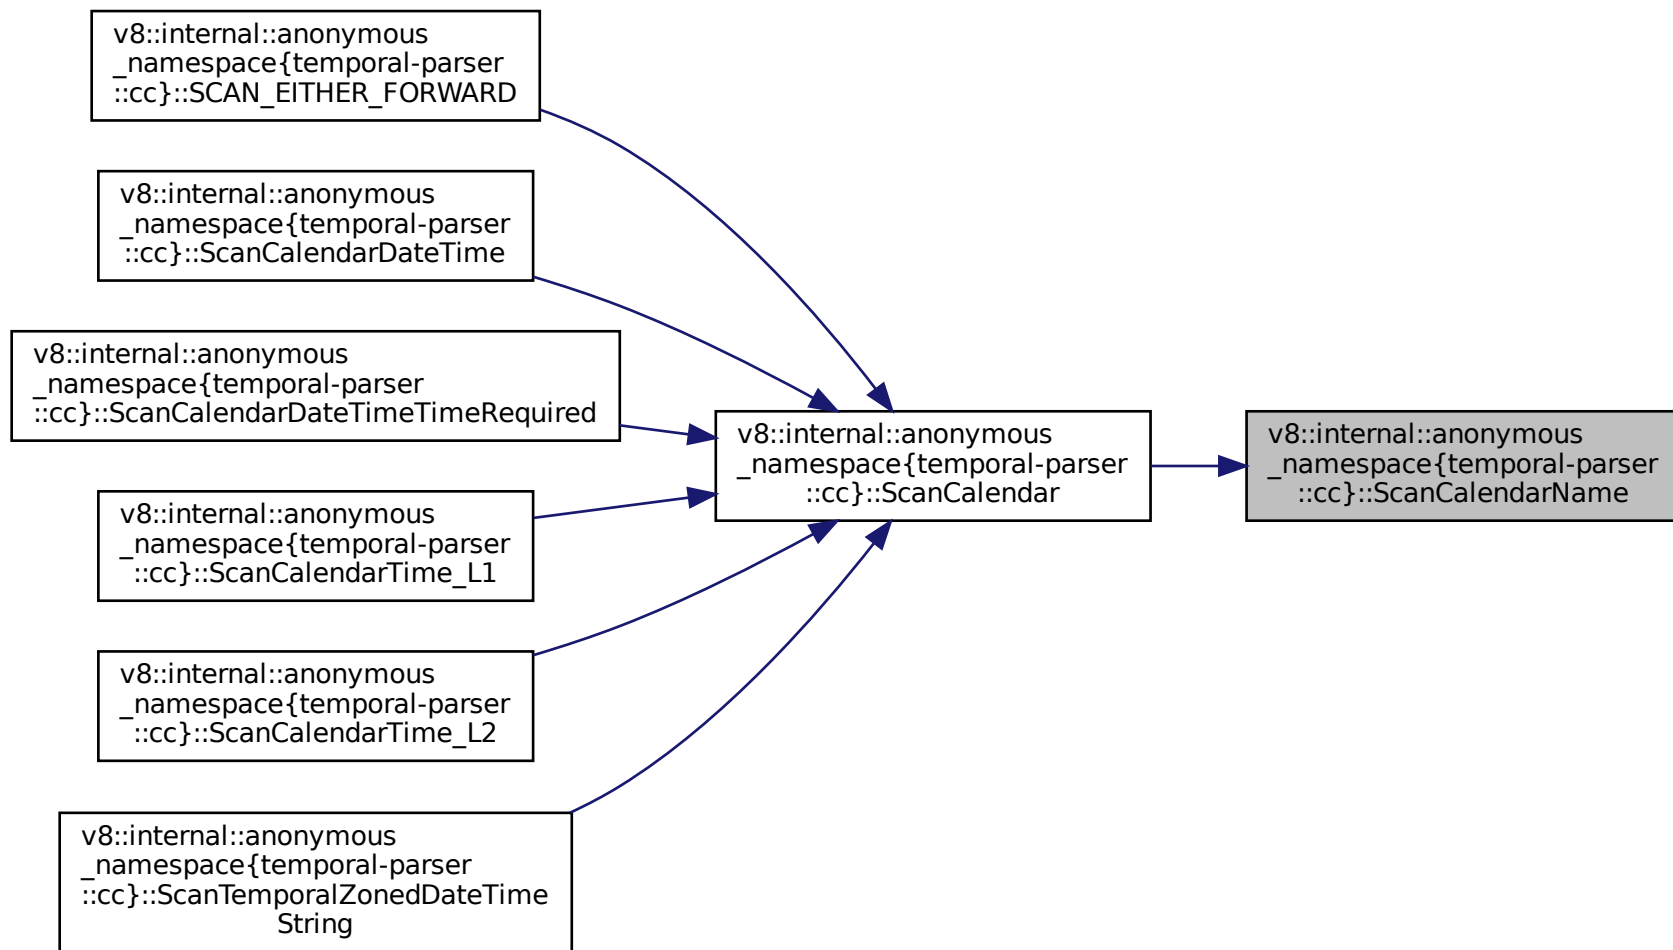 v8::internal::anonymous
_namespace{temporal-parser
::cc}::SCAN_EITHER_FORWARD
v8::internal::anonymous
_namespace{temporal-parser
::cc}::ScanCalendarDateTime
v8::internal::anonymous
_namespace{temporal-parser
::cc}::ScanCalendarDateTimeTimeRequired
v8::internal::anonymous
_namespace{temporal-parser
::cc}::ScanCalendarTime_L1
v8::internal::anonymous
_namespace{temporal-parser
::cc}::ScanCalendarTime_L2
v8::internal::anonymous
_namespace{temporal-parser
::cc}::ScanTemporalZonedDateTime
String
v8::internal::anonymous
_namespace{temporal-parser
::cc}::ScanCalendar
v8::internal::anonymous
_namespace{temporal-parser
::cc}::ScanCalendarName